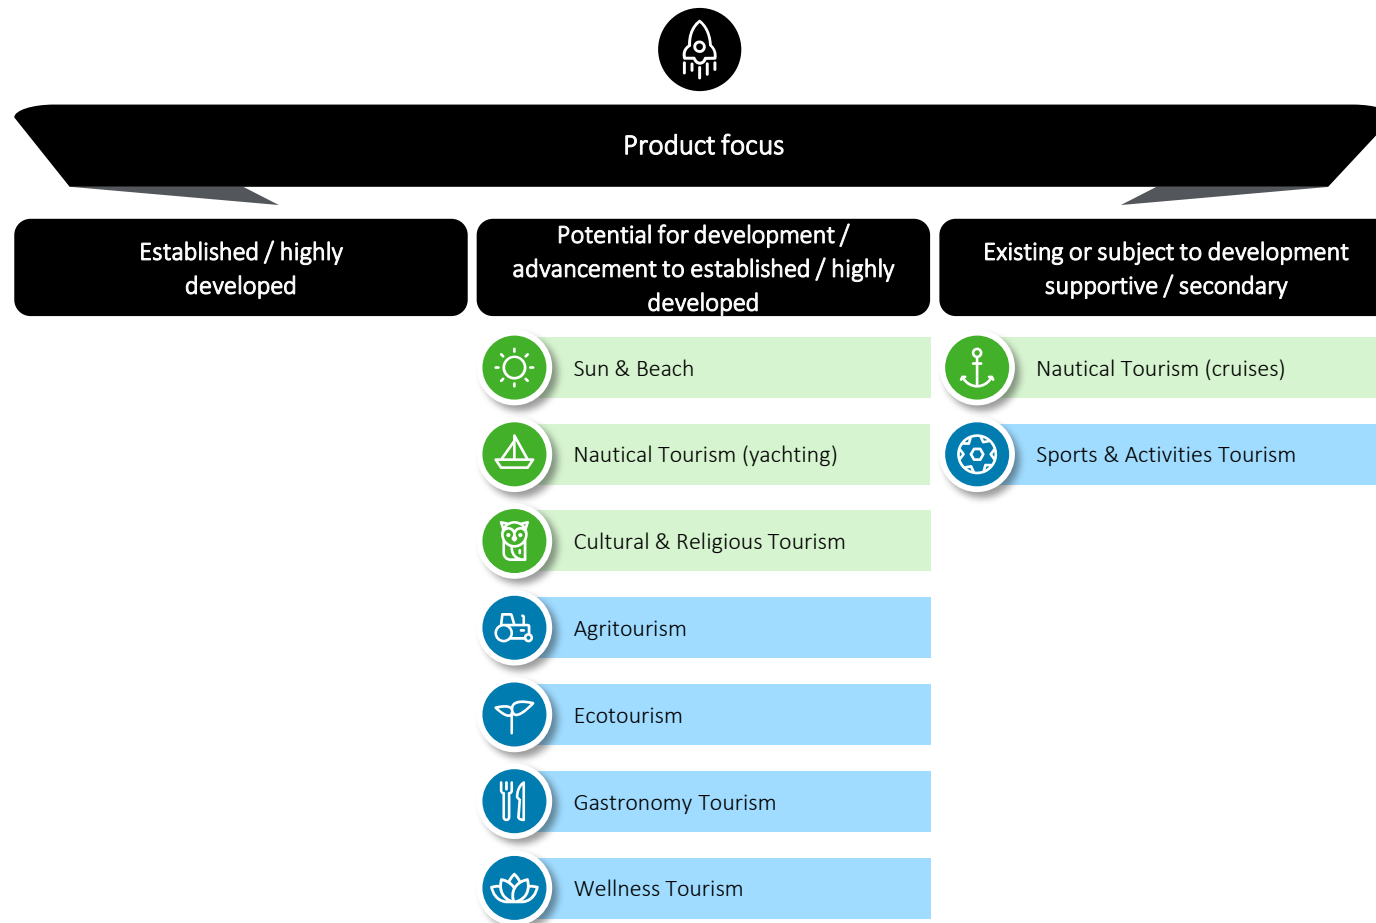 Product focus
Established / highly
developed
Potential for development /
advancement to established / highly
developed
Existing or subject to development
supportive / secondary
Sun & Beach
Nautical Tourism (yachting)
Cultural & Religious Tourism
Agritourism
Ecotourism
Gastronomy Tourism
Wellness Tourism
Nautical Tourism (cruises)
Sports & Activities Tourism